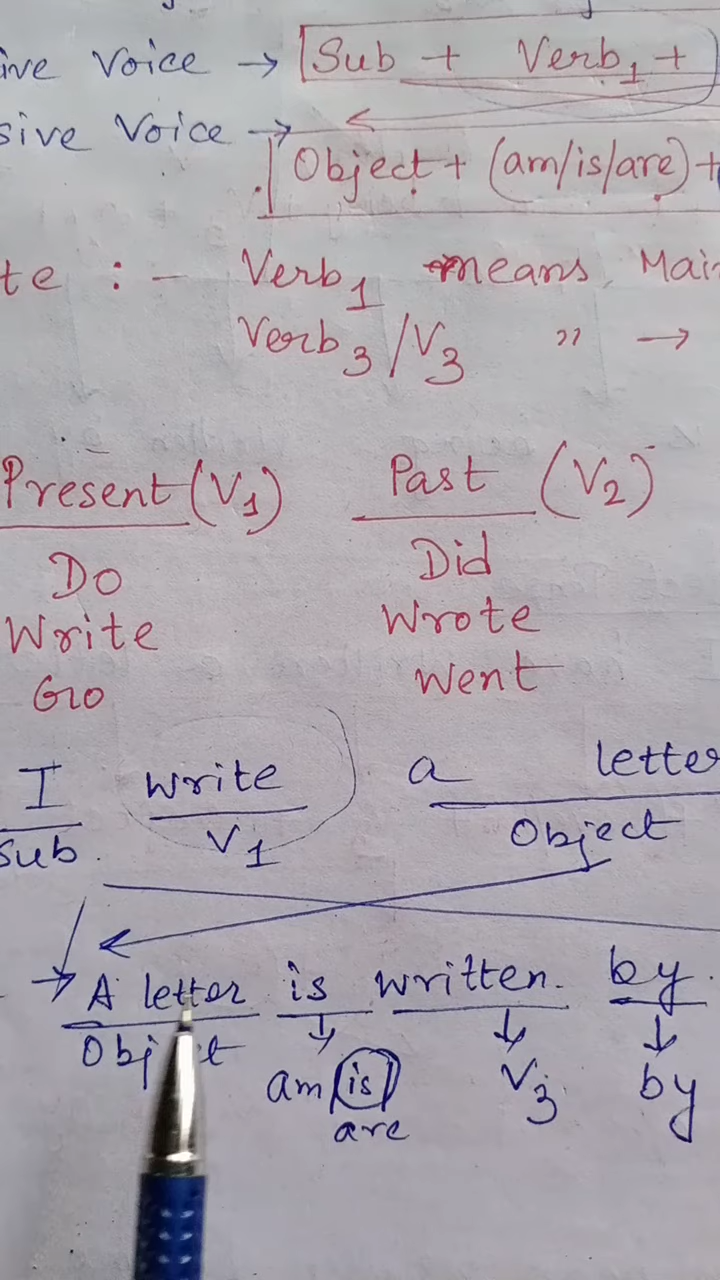 ive Voice → Sub + Verb1 +
sive Voice → Object + (am/is/are) +
te :- Verb1 means Main
Verb3/V3 " →
Present (V1) Past (V2)
Do Did
Write Wrote
Go Went
I write a letter
Sub V1 Object
→ A letter is written by
Object am/is V3 by
are